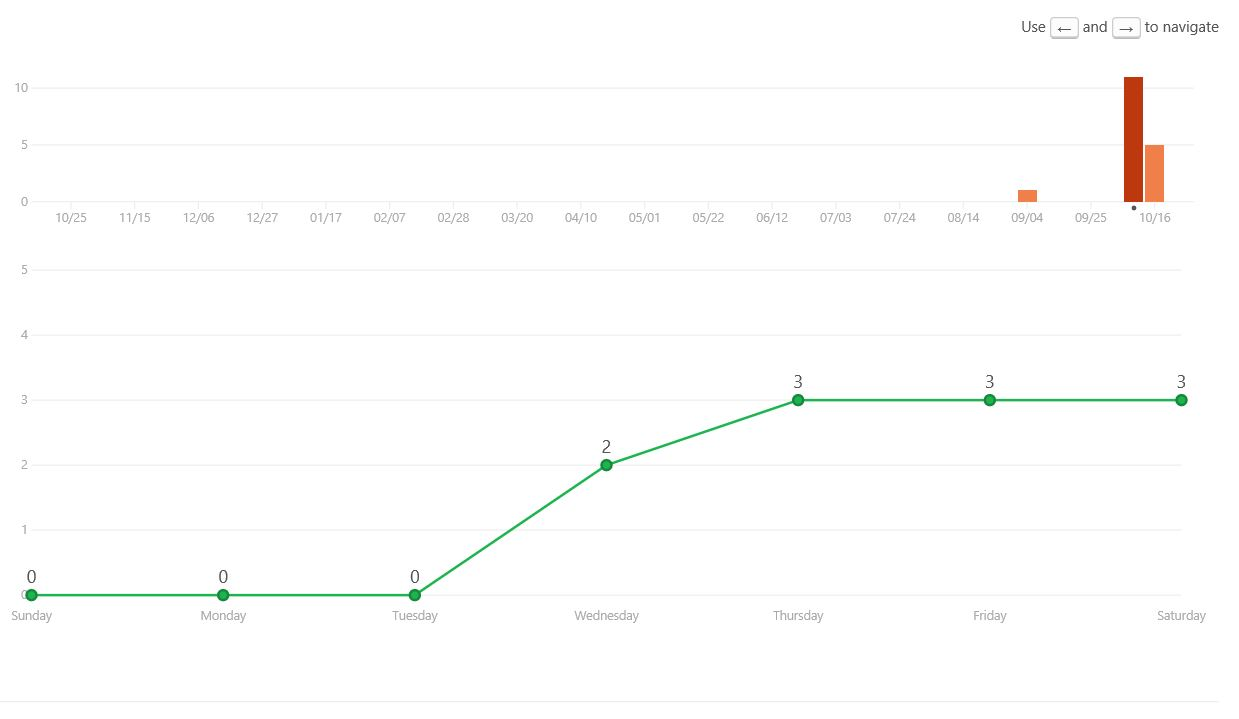 Use ← and → to navigate
10
5
0
10/25 11/15 12/06 12/27 01/17 02/07 02/28 03/20 04/10 05/01 05/22 06/12 07/03 07/24 08/14 09/04 09/25 10/16
5
4
3 3 3
3
2
2
1
0 0 0
0
Sunday Monday Tuesday Wednesday Thursday Friday Saturday